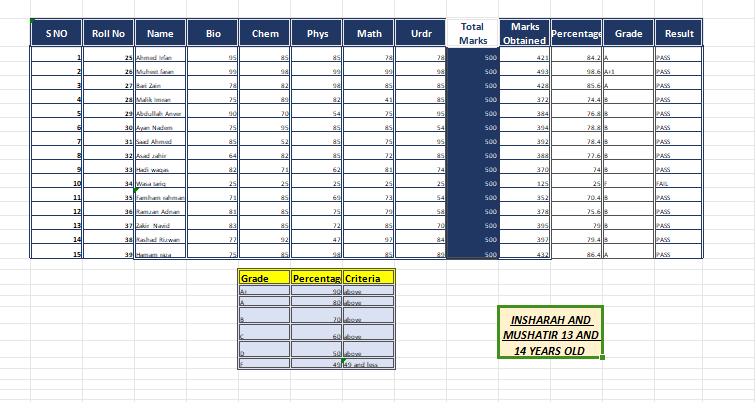 S NO Roll No Name Bio Chem Phys Math Urdr Total Marks Marks Obtained Percentage Grade Result
1 25 Ahmed Irfan 95 85 85 78 78 500 421 84.2 A PASS
2 26 99 98 99 99 98 500 493 98.6 A+1 PASS
3 27 Bari Zain 78 82 98 85 85 500 428 85.6 A PASS
4 28 Malik Imran 75 89 82 41 85 500 372 74.4 B PASS
5 29 Abdullah Anver 90 70 54 75 95 500 384 76.8 B PASS
6 30 Ayan Nadem 75 95 85 85 54 500 394 78.8 B PASS
7 31 Saad Ahmed 85 52 85 75 95 500 392 78.4 B PASS
8 32 Asad zahir 64 82 85 72 85 500 388 77.6 B PASS
9 33 Hadi waqas 82 71 62 81 74 500 370 74 B PASS
10 34 Wasa tariq 25 25 25 25 25 500 125 25 F FAIL
11 35 Famham rahman 71 85 69 73 54 500 352 70.4 B PASS
12 36 Ramzan Adnan 81 85 75 79 58 500 378 75.6 B PASS
13 37 Zakir Navid 83 85 72 85 70 500 395 79 B PASS
14 38 Rashad Rizwan 77 92 47 97 84 500 397 79.4 B PASS
15 39 Hamam raza 75 85 98 85 89 500 432 86.4 A PASS
Grade Percentag Criteria
A+ 90 above
A 80 above
B 70 above
C 60 above
D 50 above
F 49 49 and less
INSHARAH AND
MUSHATIR 13 AND
14 YEARS OLD